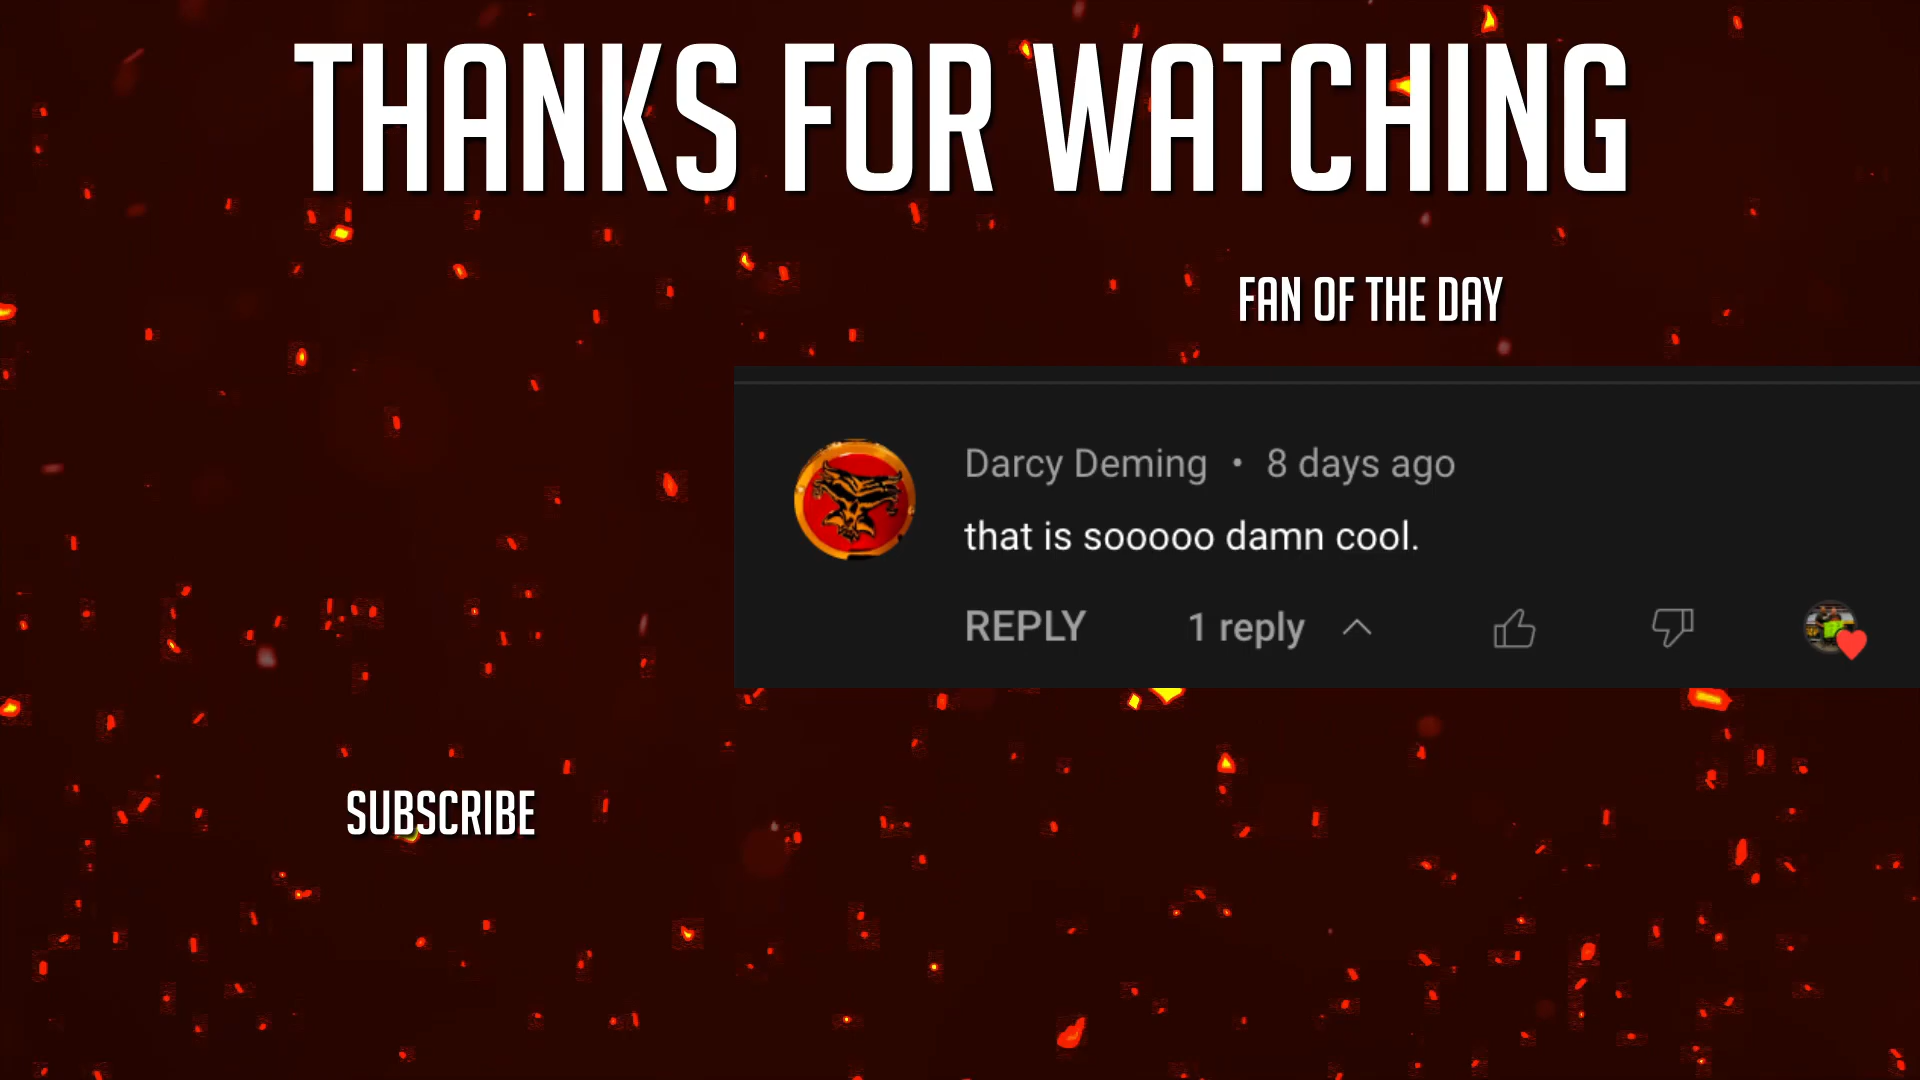 THANKS FOR WATCHING
FAN OF THE DAY
Darcy Deming • 8 days ago
that is sooooo damn cool.
REPLY 1 reply
SUBSCRIBE